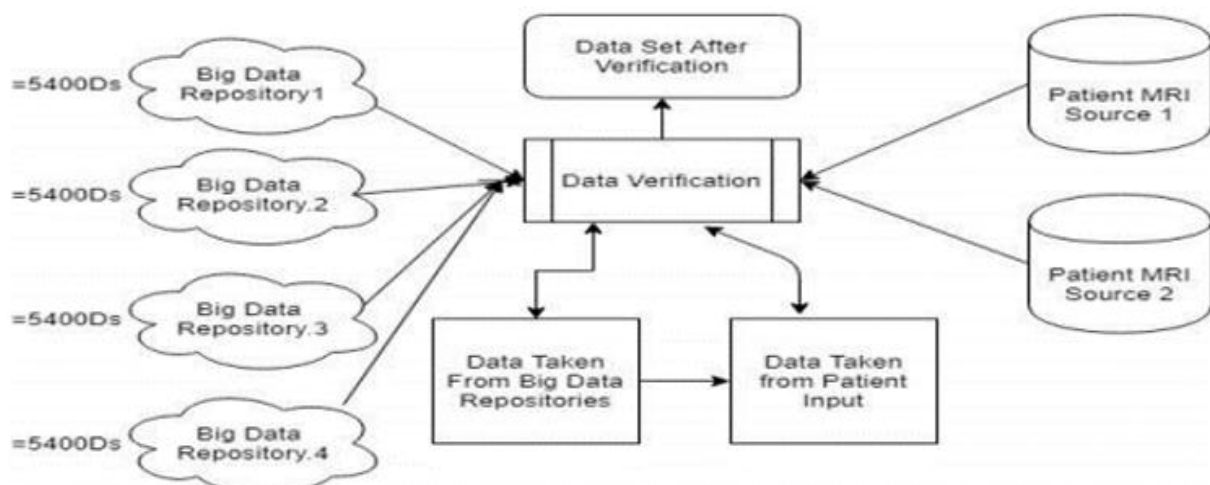 =5400Ds
Big Data
Repository1
=5400Ds
Big Data
Repository.2
=5400Ds
Big Data
Repository.3
=5400Ds
Big Data
Repository.4
Data Set After
Verification
Data Verification
Data Taken
From Big Data
Repositories
Data Taken
from Patient
Input
Patient MRI
Source 1
Patient MRI
Source 2